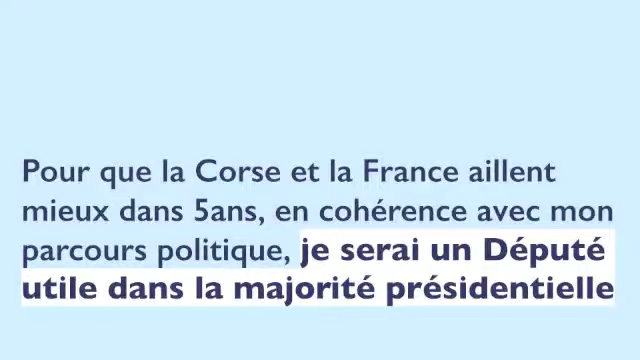 Pour que la Corse et la France aillent
mieux dans 5ans, en cohérence avec mon
parcours politique, je serai un Député
utile dans la majorité présidentielle